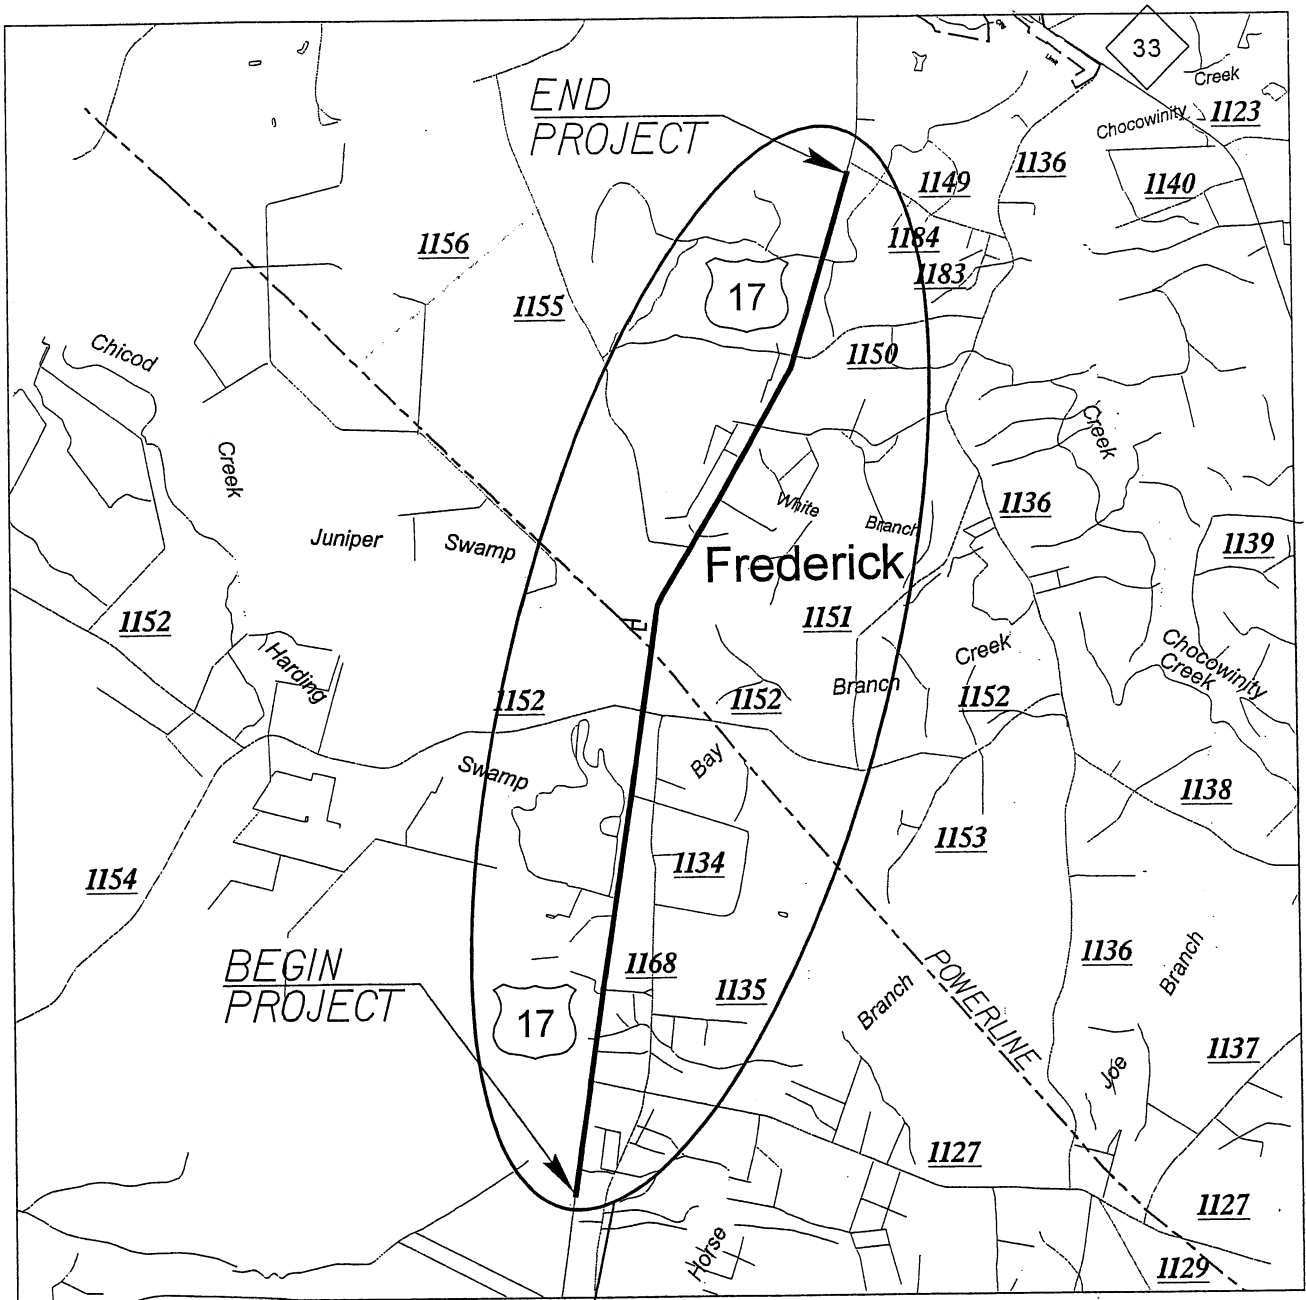 33
Creek
END
PROJECT
Chocowinity
1123
1149
1136
1140
1156
1184
1183
17
1155
Chicod
1150
Creek
Creek
White
1136
Branch
Juniper
Swamp
1139
Frederick
1152
1151
Harding
Creek
Chocowinity
Creek
1152
1152
Branch
1152
Swamp
Bay
1138
1153
1134
1154
POWERLINE
1136
Branch
BEGIN
PROJECT
1168
1135
Branch
17
1137
Joe
1127
1127
Horse
1129